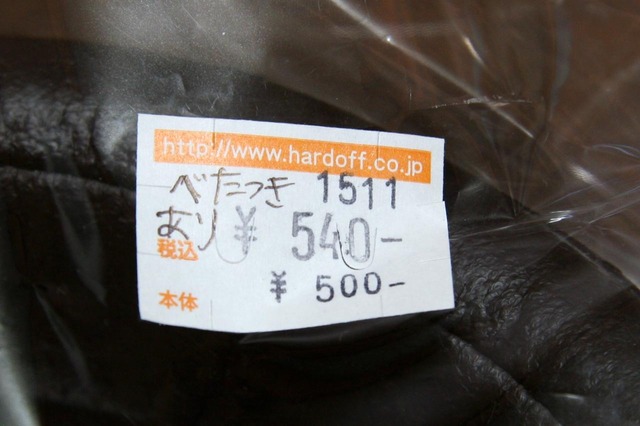 http://www.hardoff.co.jp
べたつき 1511
あり ¥ 540-
税込
¥ 500-
本体